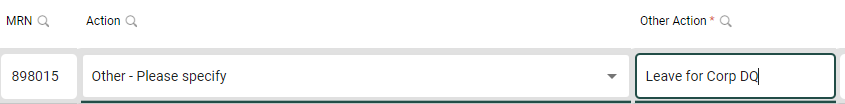 MRN Action Other Action *
898015 Other - Please specify Leave for Corp DQ